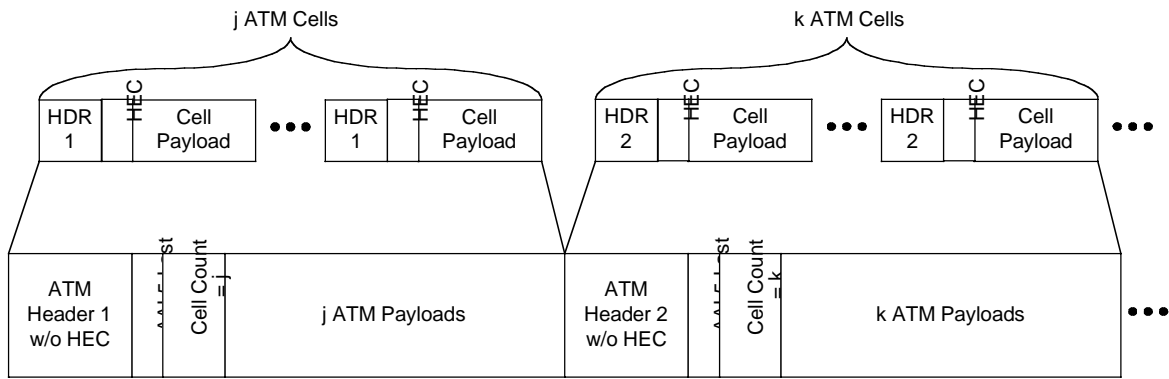 j ATM Cells
k ATM Cells
HDR
1
HEC
Cell
Payload
HDR
1
HEC
Cell
Payload
HDR
2
HEC
Cell
Payload
HDR
2
HEC
Cell
Payload
ATM
Header 1
w/o HEC
Cell Count
= j
j ATM Payloads
ATM
Header 2
w/o HEC
Cell Count
= k
k ATM Payloads